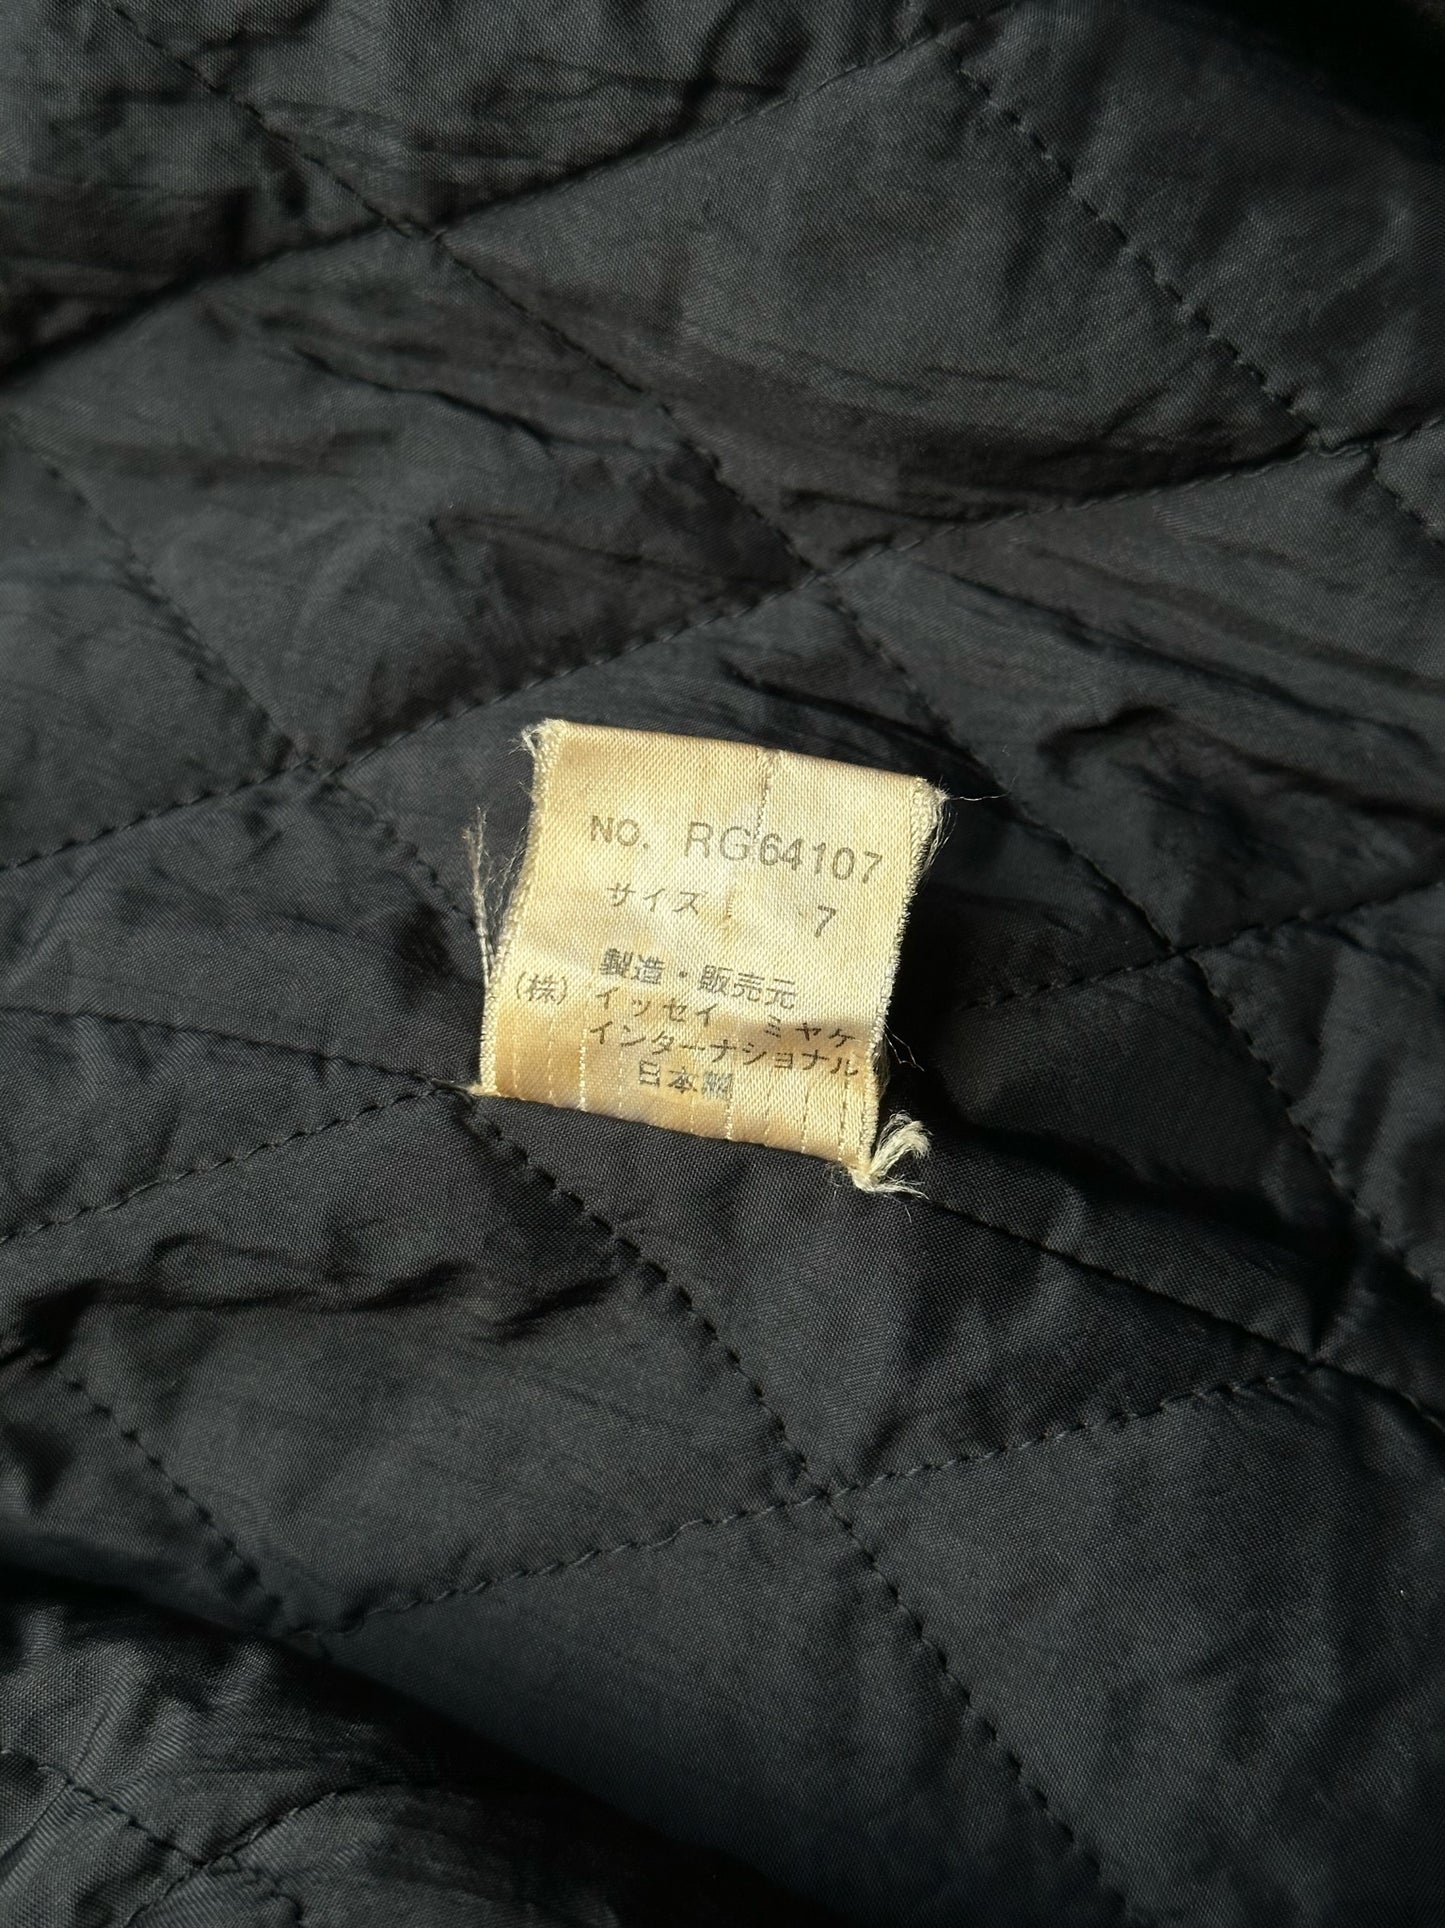 NO. RG64107
サイズ 7
製造・販売元
(株) イッセイ ミヤケ
インターナショナル
日本製